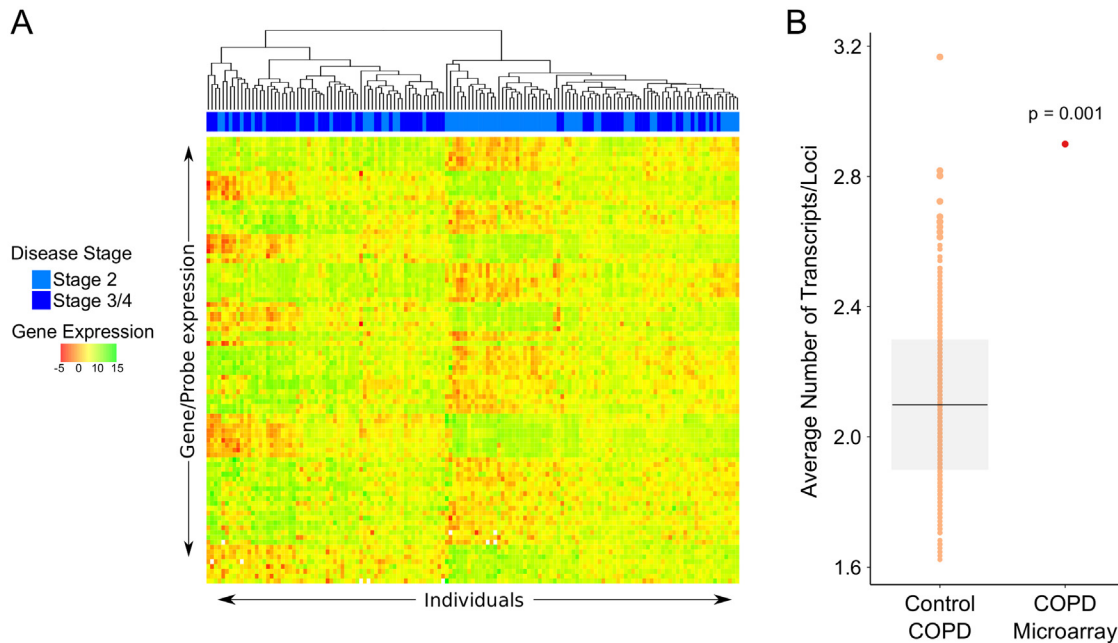 A
Disease Stage
Stage 2
Stage 3/4
Gene Expression
-5 0 10 15
Gene/Probe expression
Individuals
B
Average Number of Transcripts/Loci
3.2
2.8
2.4
2.0
1.6
p = 0.001
Control
COPD
COPD
Microarray